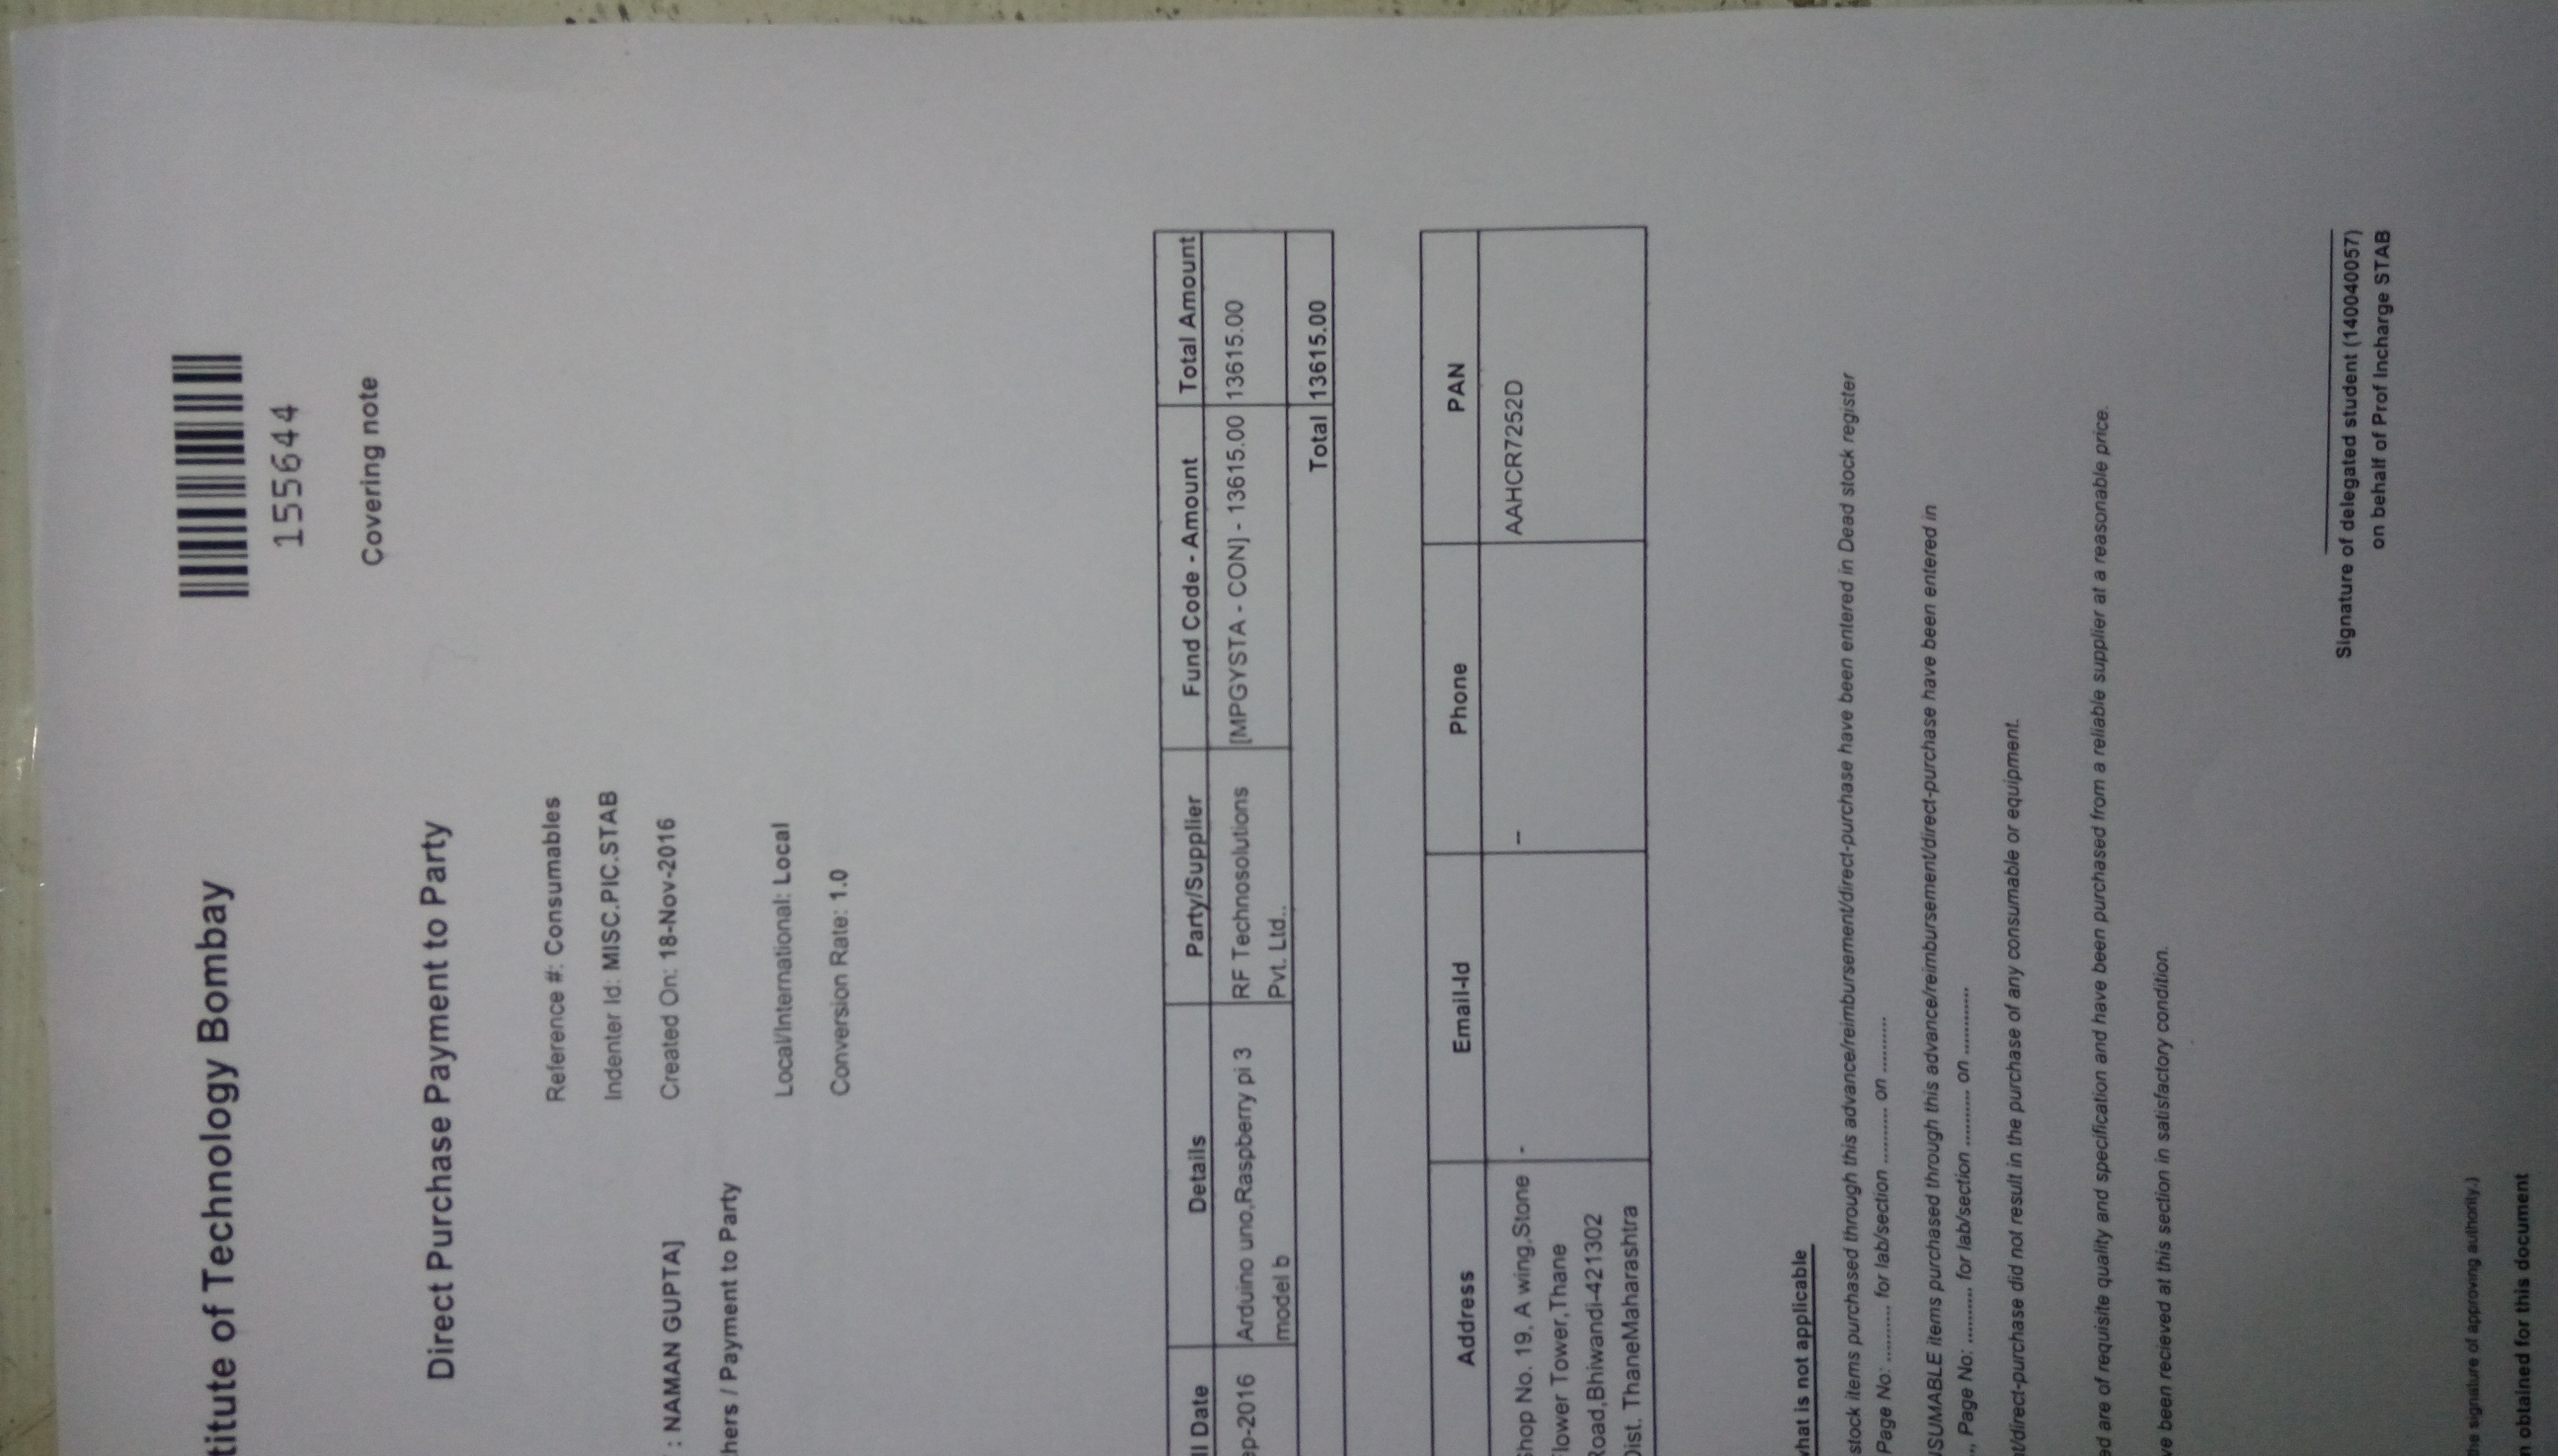 titute of Technology Bombay
155644
Covering note
Direct Purchase Payment to Party
Reference #: Consumables
Indenter Id: MISC.PIC.STAB
: NAMAN GUPTA] Created On: 18-Nov-2016
hers / Payment to Party
Local/International: Local
Conversion Rate: 1.0
ll Date Details Party/Supplier Fund Code - Amount Total Amount
ep-2016 Arduino uno,Raspberry pi 3 RF Technosolutions [MPGYSTA - CON] - 13615.00 13615.00
model b Pvt. Ltd..
Total 13615.00
Address Email-Id Phone PAN
Shop No. 19, A wing,Stone - -- AAHCR7252D
Flower Tower,Thane
Road,Bhiwandi-421302
Dist. ThaneMaharashtra
what is not applicable
stock items purchased through this advance/reimbursement/direct-purchase have been entered in Dead stock register
Page No: .......... for lab/section .......... on ..........
NSUMABLE items purchased through this advance/reimbursement/direct-purchase have been entered in
.., Page No: .......... for lab/section .......... on ............
nt/direct-purchase did not result in the purchase of any consumable or equipment.
ed are of requisite quality and specification and have been purchased from a reliable supplier at a reasonable price.
ve been recieved at this section in satisfactory condition.
Signature of delegated student (140040057)
on behalf of Prof Incharge STAB
the signature of approving authority.)
n obtained for this document